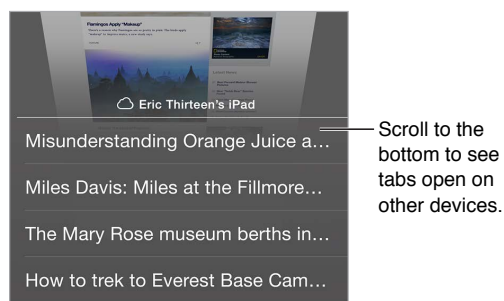 Flamingos Apply "Makeup"
Eric Thirteen's iPad
Misunderstanding Orange Juice a…
Miles Davis: Miles at the Fillmore…
The Mary Rose museum berths in…
How to trek to Everest Base Cam…
Scroll to the
bottom to see
tabs open on
other devices.